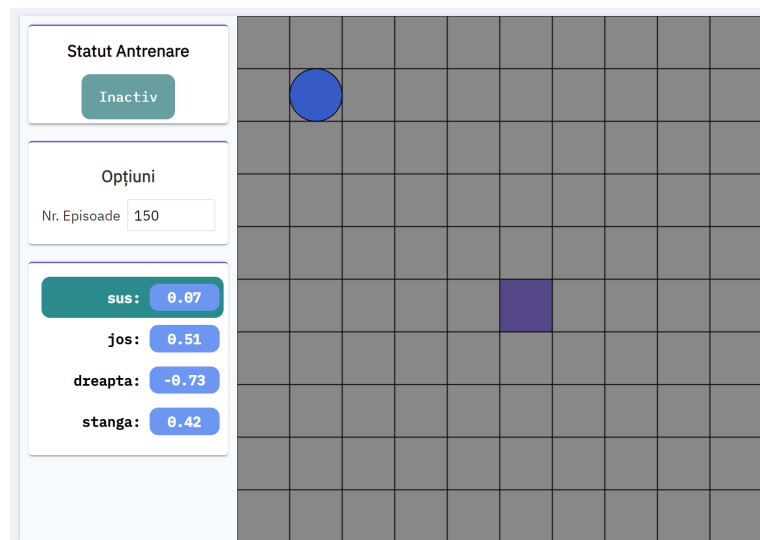 Statut Antrenare
Inactiv
Opțiuni
Nr. Episoade 150
sus: 0.07
jos: 0.51
dreapta: -0.73
stanga: 0.42